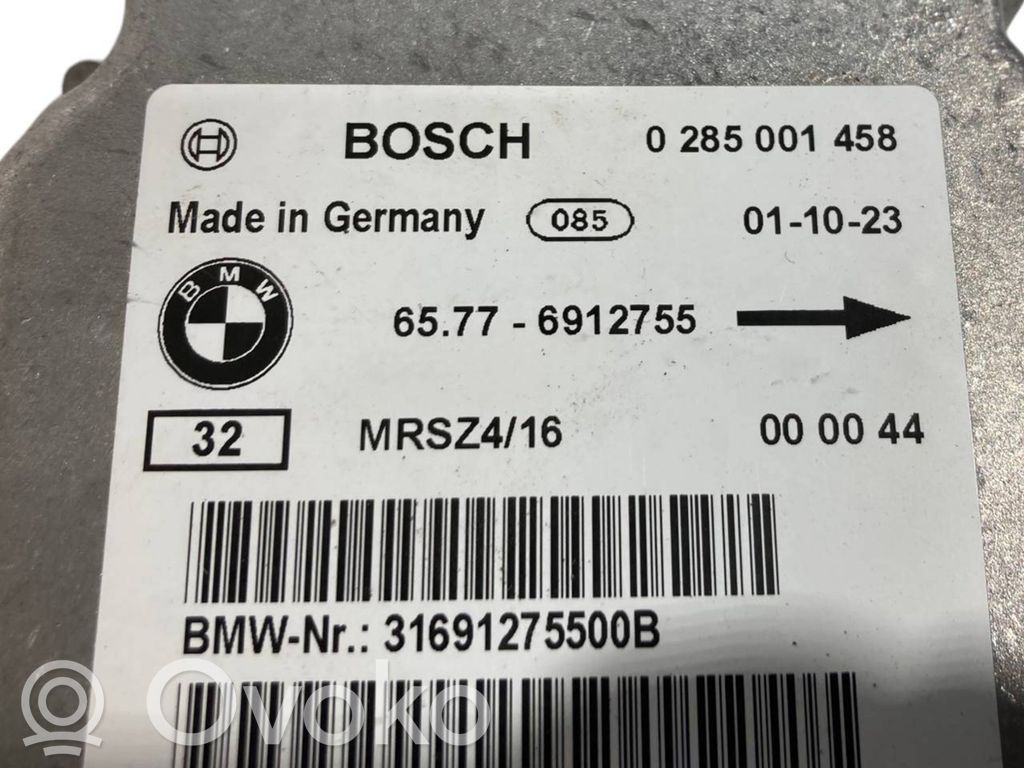 BOSCH 0 285 001 458
Made in Germany 085 01-10-23
BMW
65.77 - 6912755
32 MRSZ4/16 00 00 44
BMW-Nr.: 31691275500B
Ovoko